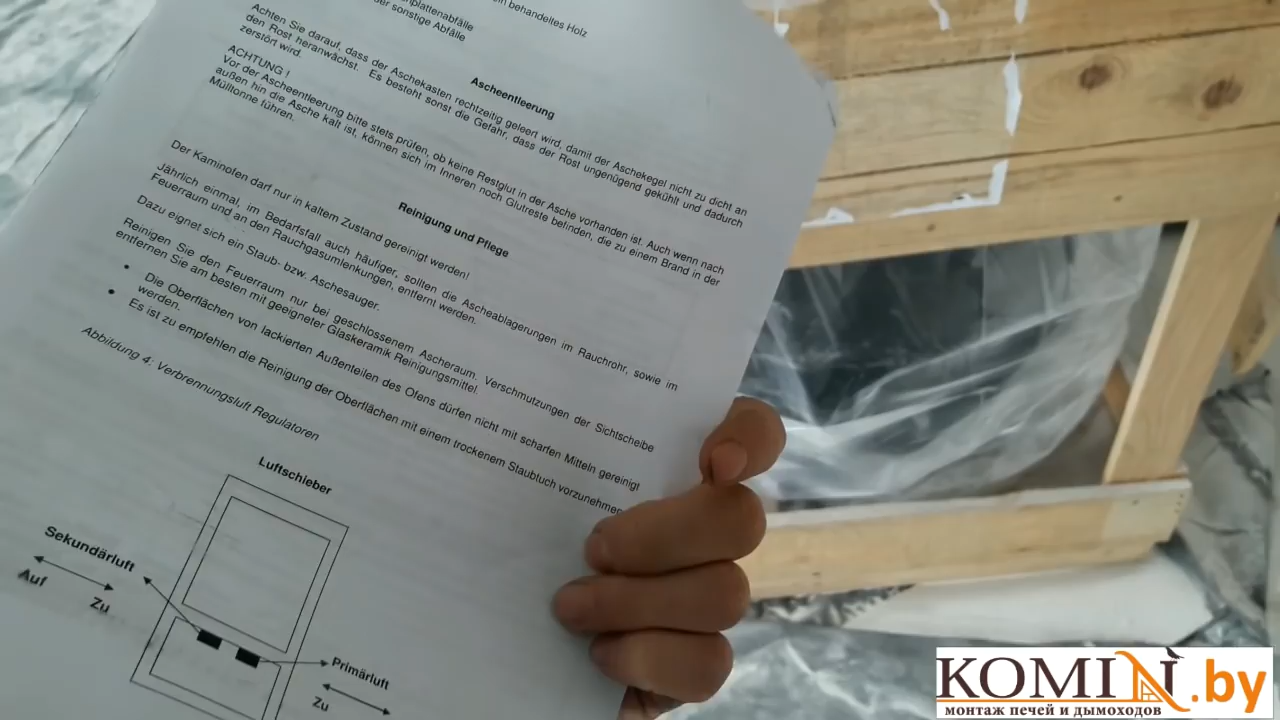 behandeltes Holz
Achten Sie darauf, dass der Aschekasten rechtzeitig geleert wird, damit der Aschekegel nicht zu dicht an
den Rost heranwächst. Es besteht sonst die Gefahr, dass der Rost ungenügend gekühlt und dadurch
zerstört wird.
sonstige Abfälle
Ascheentleerung
ACHTUNG !
Vor der Ascheentleerung bitte stets prüfen, ob keine Restglut in der Asche vorhanden ist. Auch wenn nach
außen hin die Asche kalt ist, können sich im Inneren noch Glutreste befinden, die zu einem Brand in der
Mülltonne führen.
Reinigung und Pflege
Der Kaminofen darf nur in kaltem Zustand gereinigt werden!
Jährlich einmal, im Bedarfsfall auch häufiger, sollten die Ascheablagerungen im Rauchrohr, sowie im
Feuerraum und an den Rauchgasumlenkungen, entfernt werden.
Dazu eignet sich ein Staub- bzw. Aschesauger.
Reinigen Sie den Feuerraum nur bei geschlossenem Ascheraum, Verschmutzungen der Sichtscheibe
entfernen Sie am besten mit geeigneter Glaskeramik Reinigungsmittel.
• Die Oberflächen von lackierten Außenteilen des Ofens dürfen nicht mit scharfen Mitteln gereinigt
werden.
• Es ist zu empfehlen die Reinigung der Oberflächen mit einem trockenem Staubtuch vorzunehmen
Abbildung 4: Verbrennungsluft Regulatoren
Luftschieber
Sekundärluft
Auf
Zu
Primärluft
Zu
KOMIN.by
монтаж печей и дымоходов